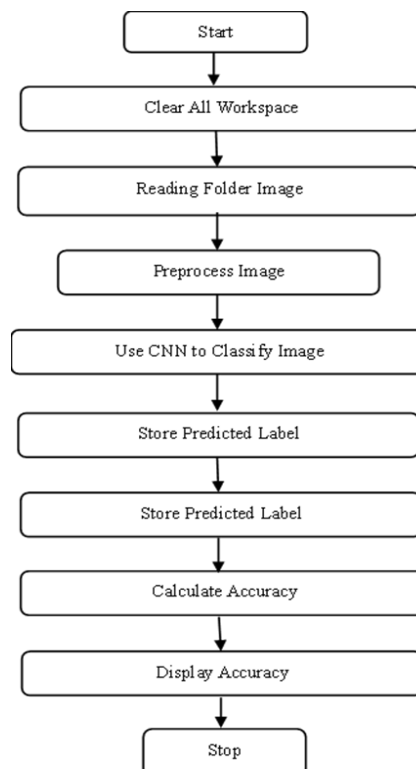 Start
Clear All Workspace
Reading Folder Image
Preprocess Image
Use CNN to Classify Image
Store Predicted Label
Store Predicted Label
Calculate Accuracy
Display Accuracy
Stop